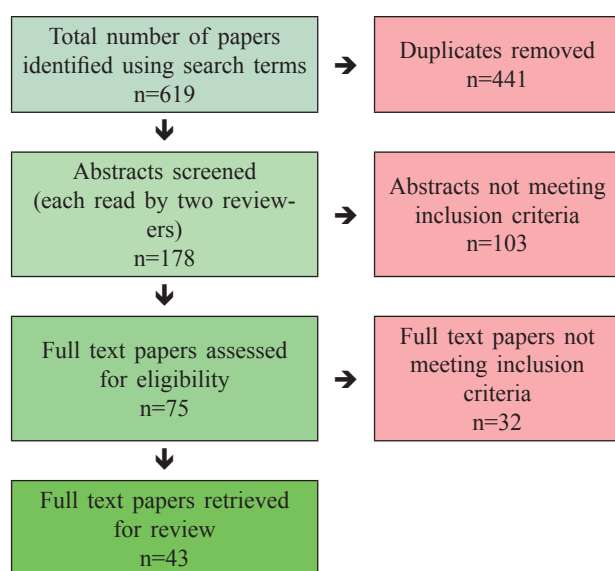 Total number of papers
identified using search terms
n=619
Duplicates removed
n=441
Abstracts screened
(each read by two review-
ers)
n=178
Abstracts not meeting
inclusion criteria
n=103
Full text papers assessed
for eligibility
n=75
Full text papers not
meeting inclusion
criteria
n=32
Full text papers retrieved
for review
n=43